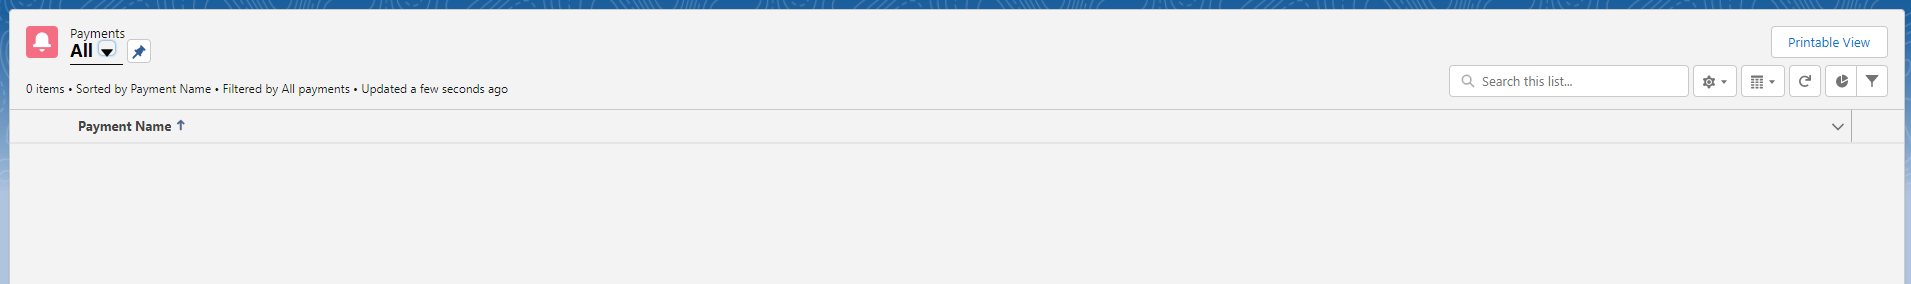 Payments
All
Printable View
0 items • Sorted by Payment Name • Filtered by All payments • Updated a few seconds ago
Search this list...
Payment Name